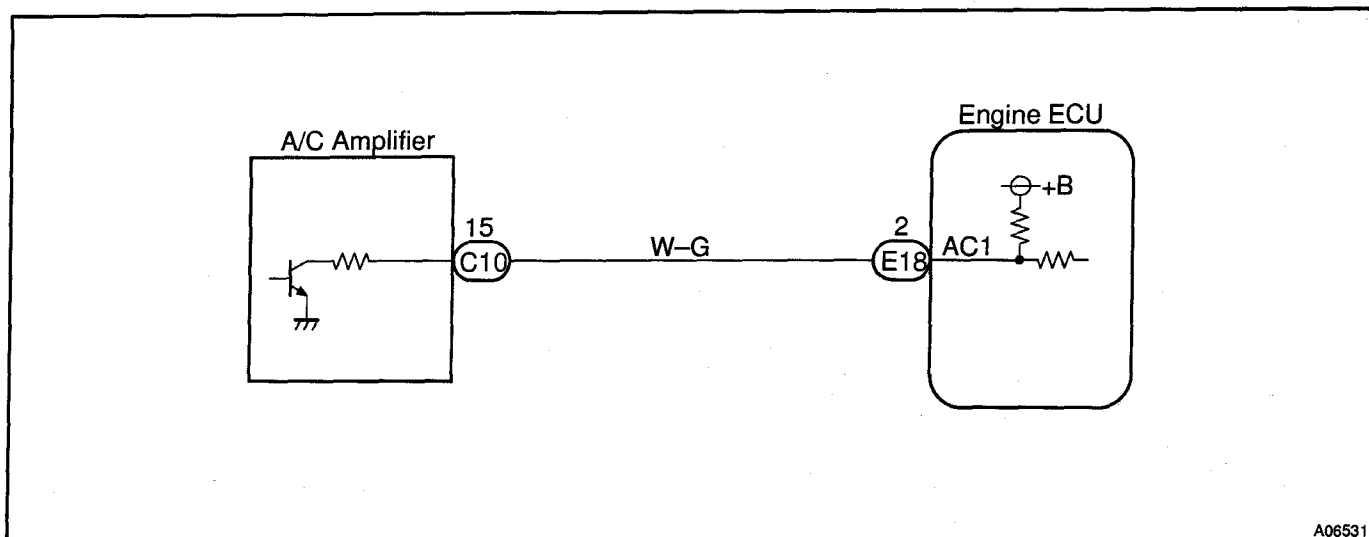 Engine ECU
A/C Amplifier
+B
15
2
C10
W–G
E18
AC1
A06531